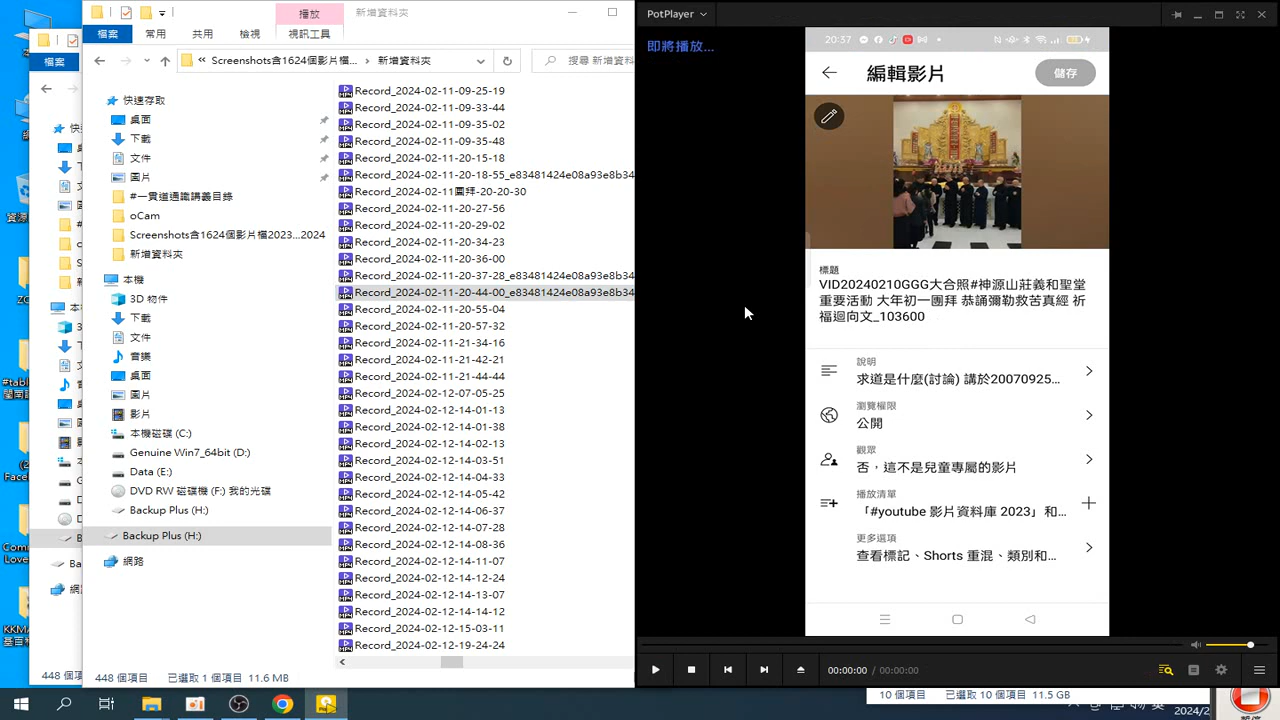 播放
新增資料夾
檔案
常用
共用
檢視
視訊工具
« Screenshots含1624個影片檔... › 新增資料夾
搜尋 新增資料
檔案
快速存取
桌面
下載
文件
圖片
#一貫道通識講義目錄
oCam
Screenshots含1624個影片檔2023...2024
新增資料夾
本機
3D 物件
下載
文件
音樂
桌面
圖片
影片
本機磁碟 (C:)
Genuine Win7_64bit (D:)
Data (E:)
DVD RW 磁碟機 (F:) 我的光碟
Backup Plus (H:)
Backup Plus (H:)
網路
Record_2024-02-11-09-25-19
Record_2024-02-11-09-33-44
Record_2024-02-11-09-35-02
Record_2024-02-11-09-35-48
Record_2024-02-11-20-15-18
Record_2024-02-11-20-18-55_e83481424e08a93e8b34
Record_2024-02-11團拜-20-20-30
Record_2024-02-11-20-27-56
Record_2024-02-11-20-29-02
Record_2024-02-11-20-34-23
Record_2024-02-11-20-36-00
Record_2024-02-11-20-37-28_e83481424e08a93e8b34
Record_2024-02-11-20-44-00_e83481424e08a93e8b34
Record_2024-02-11-20-55-04
Record_2024-02-11-20-57-32
Record_2024-02-11-21-34-16
Record_2024-02-11-21-42-21
Record_2024-02-11-21-44-44
Record_2024-02-12-07-05-25
Record_2024-02-12-14-01-13
Record_2024-02-12-14-01-38
Record_2024-02-12-14-02-13
Record_2024-02-12-14-03-51
Record_2024-02-12-14-04-33
Record_2024-02-12-14-05-42
Record_2024-02-12-14-06-37
Record_2024-02-12-14-07-28
Record_2024-02-12-14-08-36
Record_2024-02-12-14-11-07
Record_2024-02-12-14-12-24
Record_2024-02-12-14-13-07
Record_2024-02-12-14-14-12
Record_2024-02-12-15-03-11
Record_2024-02-12-19-24-24
448 個項目
448 個項目 已選取 1 個項目 11.6 MB
PotPlayer
即將播放...
20:37
編輯影片
儲存
標題
VID20240210GGG大合照#神源山莊義和聖堂
重要活動 大年初一團拜 恭誦彌勒救苦真經 祈
福迴向文_103600
說明
求道是什麼(討論) 講於20070925...
瀏覽權限
公開
觀眾
否，這不是兒童專屬的影片
播放清單
「#youtube 影片資料庫 2023」和...
更多選項
查看標記、Shorts 重混、類別和...
00:00:00 / 00:00:00
10 個項目 已選取 10 個項目 11.5 GB
2024/2